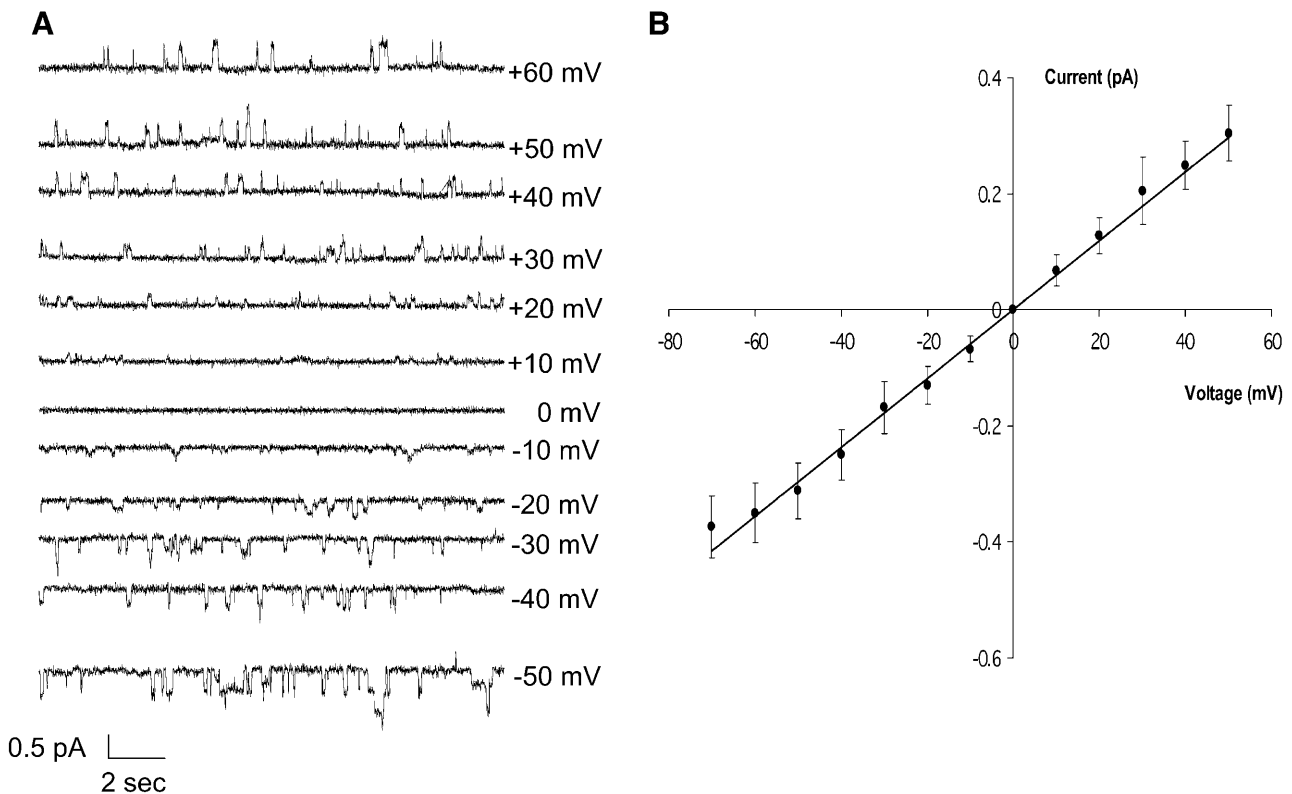 A
+60 mV
+50 mV
+40 mV
+30 mV
+20 mV
+10 mV
0 mV
-10 mV
-20 mV
-30 mV
-40 mV
-50 mV
0.5 pA
2 sec
B
Current (pA)
0.4
0.2
0
-0.2
-0.4
-0.6
-80 -60 -40 -20 0 20 40 60
Voltage (mV)